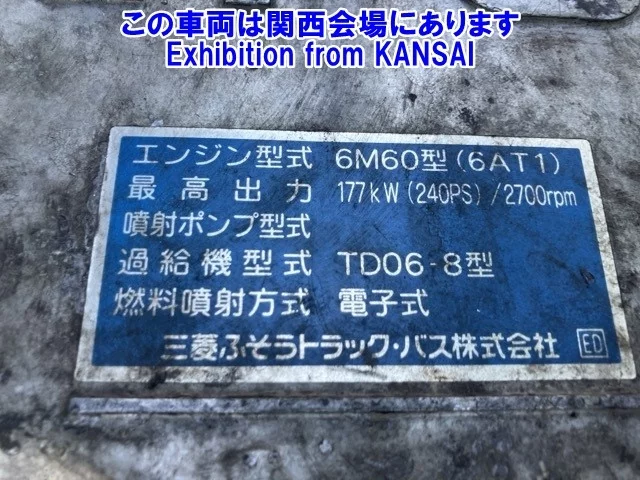 この車両は関西会場にあります
Exhibition from KANSAI
エンジン型式 6M60型(6AT1)
最高出力 177kW(240PS)/2700rpm
噴射ポンプ型式
過給機型式 TD06-8型
燃料噴射方式 電子式
三菱ふそうトラック・バス株式会社 ED